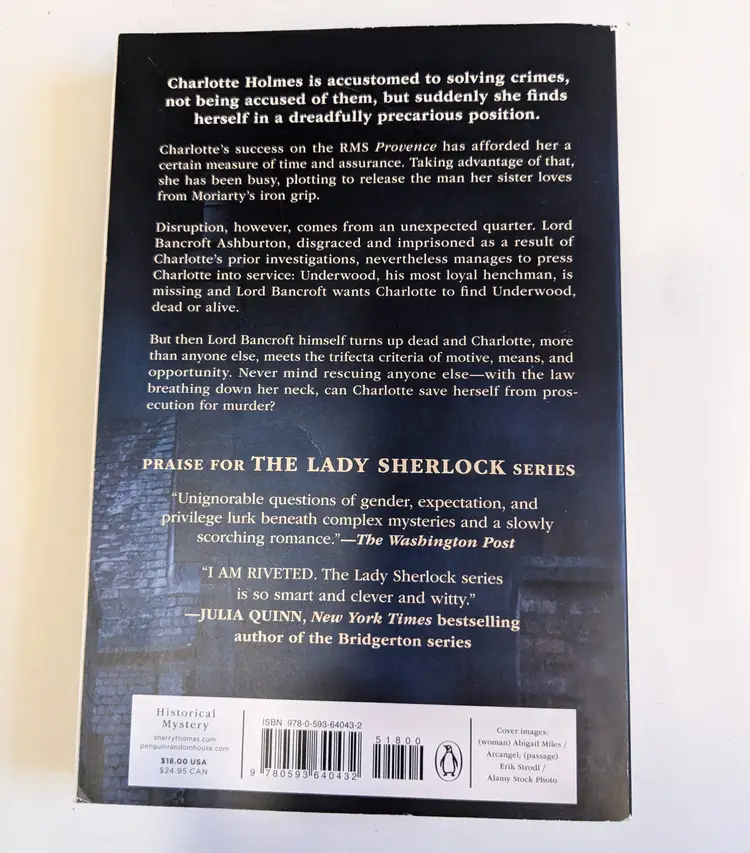 Charlotte Holmes is accustomed to solving crimes,
not being accused of them, but suddenly she finds
herself in a dreadfully precarious position.
Charlotte's success on the RMS Provence has afforded her a
certain measure of time and assurance. Taking advantage of that,
she has been busy, plotting to release the man her sister loves
from Moriarty's iron grip.
Disruption, however, comes from an unexpected quarter. Lord
Bancroft Ashburton, disgraced and imprisoned as a result of
Charlotte's prior investigations, nevertheless manages to press
Charlotte into service: Underwood, his most loyal henchman, is
missing and Lord Bancroft wants Charlotte to find Underwood,
dead or alive.
But then Lord Bancroft himself turns up dead and Charlotte, more
than anyone else, meets the trifecta criteria of motive, means, and
opportunity. Never mind rescuing anyone else—with the law
breathing down her neck, can Charlotte save herself from pros-
ecution for murder?
PRAISE FOR THE LADY SHERLOCK SERIES
"Unignorable questions of gender, expectation, and
privilege lurk beneath complex mysteries and a slowly
scorching romance."—The Washington Post
"I AM RIVETED. The Lady Sherlock series
is so smart and clever and witty."
—JULIA QUINN, New York Times bestselling
author of the Bridgerton series
Historical
Mystery
sherrythomas.com
penguinrandomhouse.com
$18.00 USA
$24.95 CAN
ISBN 978-0-593-64043-2
51800
9 780593 640432
Cover images:
(woman) Abigail Miles /
Arcangel; (passage)
Erik Strodl /
Alamy Stock Photo